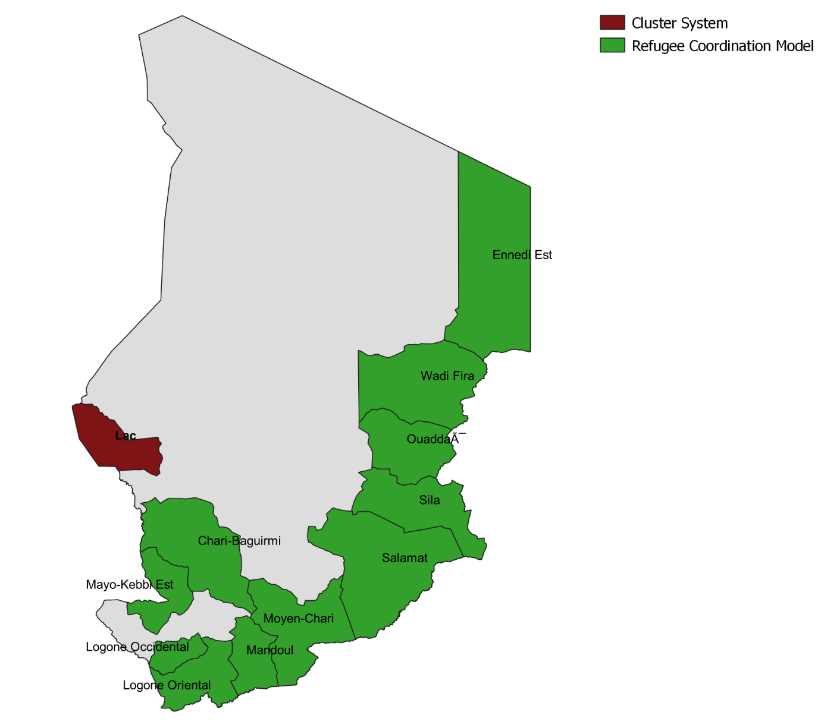 Cluster System
Refugee Coordination Model
Ennedi Est
Wadi Fira
Lac
OuaddáÃ¯
Sila
Chari-Baguirmi
Salamat
Mayo-Kebbi Est
Moyen-Chari
Logone Occidental
Mandoul
Logone Oriental